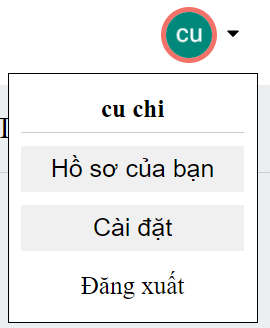 cu
cu chi
Hồ sơ của bạn
Cài đặt
Đăng xuất